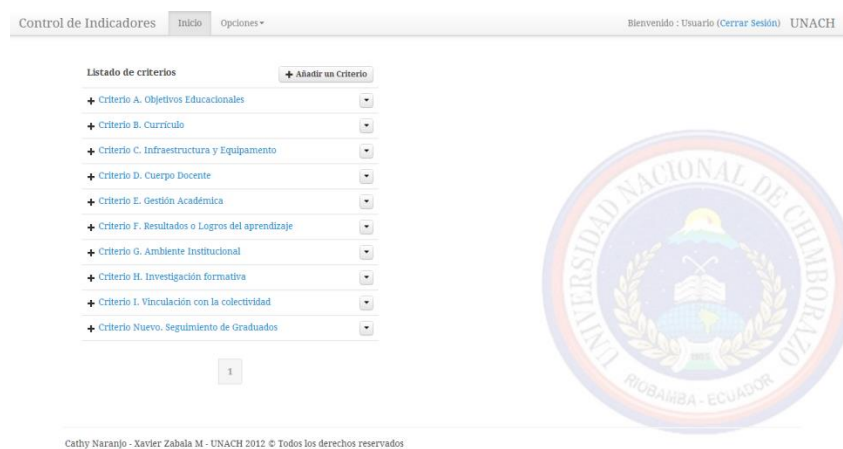 Control de Indicadores Inicio Opciones Bienvenido : Usuario (Cerrar Sesión) UNACH
Listado de criterios Añadir un Criterio
Criterio A. Objetivos Educacionales
Criterio B. Currículo
Criterio C. Infraestructura y Equipamento
Criterio D. Cuerpo Docente
Criterio E. Gestión Académica
Criterio F. Resultados o Logros del aprendizaje
Criterio G. Ambiente Institucional
Criterio H. Investigación formativa
Criterio I. Vinculación con la colectividad
Criterio Nuevo. Seguimiento de Graduados
1
UNIVERSIDAD NACIONAL DE CHIMBORAZO
RIOBAMBA - ECUADOR
Cathy Naranjo - Xavier Zabala M - UNACH 2012 © Todos los derechos reservados